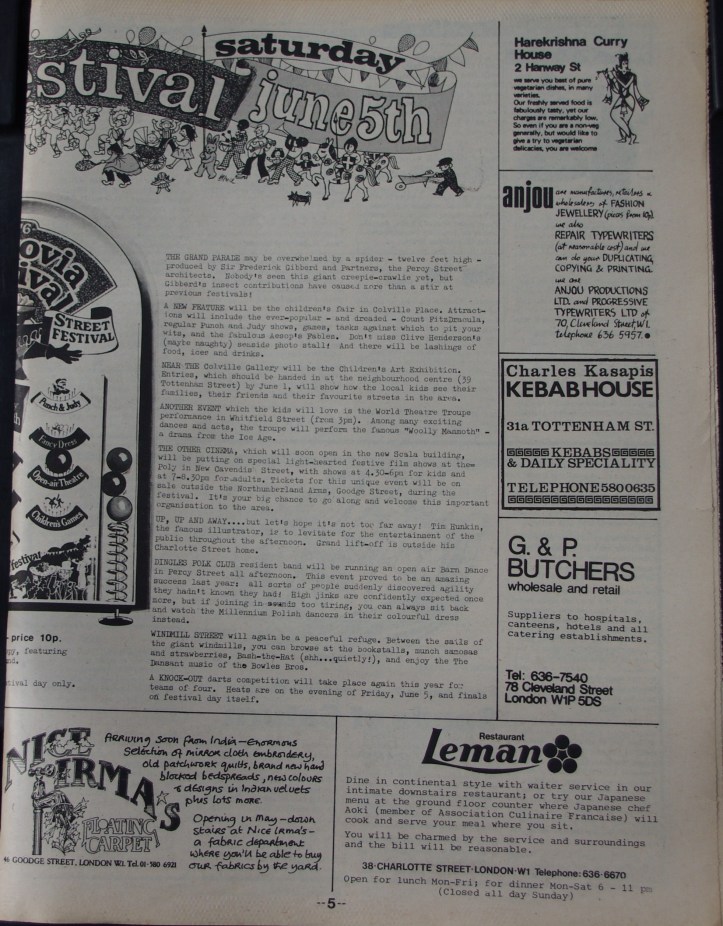 saturday
estival june 5th
ovia
ival
STREET
FESTIVAL
Punch & Judy
Fancy Dress
Open-air Theatre
Children's Games
Festival
THE GRAND PARADE may be overwhelmed by a spider - twelve feet high -
produced by Sir Frederick Gibberd and Partners, the Percy Street
architects. Nobody's seen this giant creepie-crawlie yet, but
Gibberd's insect contributions have caused more than a stir at
previous festivals!
A NEW FEATURE will be the children's fair in Colville Place. Attract-
ions will include the ever-popular - and dreaded - Count FitzDracula,
regular Punch and Judy shows, games, tasks against which to pit your
wits, and the fabulous Aesop's Fables. Don't miss Clive Henderson's
(maybe naughty) seaside photo stall! And there will be lashings of
food, ices and drinks.
NEAR THE Colville Gallery will be the Children's Art Exhibition.
Entries, which should be handed in at the neighbourhood centre (39
Tottenham Street) by June 1, will show how the local kids see their
families, their friends and their favourite streets in the area.
ANOTHER EVENT which the kids will love is the World Theatre Troupe
performance in Whitfield Street (from 3pm). Among many exciting
dances and acts, the troupe will perform the famous "Woolly Mammoth" -
a drama from the Ice Age.
THE OTHER CINEMA, which will soon open in the new Scala building,
will be putting on special light-hearted festive film shows at the
Poly in New Cavendish Street, with shows at 4.30-6pm for kids and
at 7-8.30pm for adults. Tickets for this unique event will be on
sale outside the Northumberland Arms, Goodge Street, during the
festival. It's your big chance to go along and welcome this important
organisation to the area.
UP, UP AND AWAY....but let's hope it's not too far away! Tim Hunkin,
the famous illustrator, is to levitate for the entertainment of the
public throughout the afternoon. Grand lift-off is outside his
Charlotte Street home.
DINGLES FOLK CLUB resident band will be running an open air Barn Dance
in Percy Street all afternoon. This event proved to be an amazing
success last year: all sorts of people suddenly discovered agility
they hadn't known they had! High jinks are confidently expected once
more, but if joining in sounds too tiring, you can always sit back
and watch the Millennium Polish dancers in their colourful dress
instead.
WINDMILL STREET will again be a peaceful refuge. Between the sails of
the giant windmills, you can browse at the bookstalls, munch samosas
and strawberries, Bash-the-Hat (shh...quietly!), and enjoy the The
Dansant music of the Bowles Bros.
A KNOCK-OUT darts competition will take place again this year for
teams of four. Heats are on the evening of Friday, June 5, and finals
on festival day itself.
- price 10p.
featuring
tival day only.
Harekrishna Curry
House
2 Hanway St
we serve you best of pure
vegetarian dishes, in many
varieties.
Our freshly served food is
fabulously tasty, yet our
charges are remarkably low.
So even if you are a non-veg
generally, but would like to
give a try to vegetarian
delicacies, you are welcome
anjou are manufacturers, retailers &
wholesalers of FASHION
JEWELLERY (prices from 10p)
we also
REPAIR TYPEWRITERS
(at reasonable cost) and we
can do your DUPLICATING,
COPYING & PRINTING.
we are
ANJOU PRODUCTIONS
LTD. and PROGRESSIVE
TYPEWRITERS LTD of
70, Cleveland Street, W1.
telephone 636 5957.
Charles Kasapis
KEBAB HOUSE
31a TOTTENHAM ST.
KEBABS
& DAILY SPECIALITY
TELEPHONE 5800635
G. & P.
BUTCHERS
wholesale and retail
Suppliers to hospitals,
canteens, hotels and all
catering establishments.
Tel: 636-7540
78 Cleveland Street
London W1P 5DS
NICE
IRMA'S
FLOATING
CARPET
46 GOODGE STREET, LONDON W1. Tel. 01-580 6921
Arriving soon from India — enormous
selection of mirror cloth embroidery,
old patchwork quilts, brand new hand
blocked bedspreads, new colours
& designs in Indian velvets
plus lots more.
Opening in May - down
stairs at Nice Irma's -
a fabric department
where you'll be able to buy
our fabrics by the yard.
Restaurant
Leman
Dine in continental style with waiter service in our
intimate downstairs restaurant; or try our Japanese
menu at the ground floor counter where Japanese chef
Aoki (member of Association Culinaire Francaise) will
cook and serve your meal where you sit.
You will be charmed by the service and surroundings
and the bill will be reasonable.
38·CHARLOTTE STREET·LONDON·W1 Telephone: 636·6670
Open for lunch Mon-Fri; for dinner Mon-Sat 6 - 11 pm
(Closed all day Sunday)
--5--